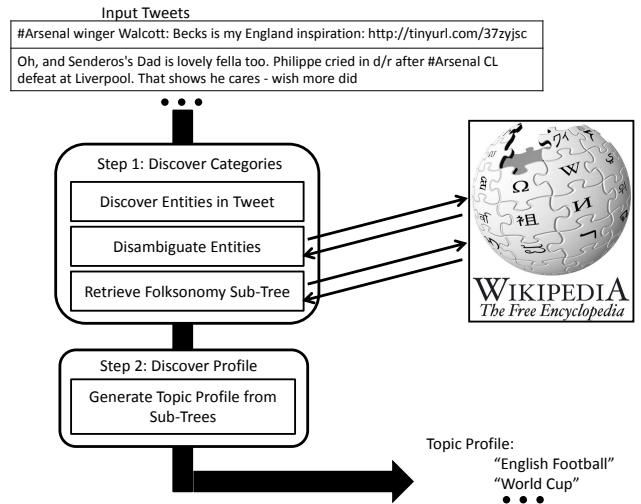 Input Tweets
#Arsenal winger Walcott: Becks is my England inspiration: http://tinyurl.com/37zyjsc
Oh, and Senderos's Dad is lovely fella too. Philippe cried in d/r after #Arsenal CL
defeat at Liverpool. That shows he cares - wish more did
Step 1: Discover Categories
Discover Entities in Tweet
Disambiguate Entities
Retrieve Folksonomy Sub-Tree
Ω
W
祖
И
WIKIPEDIA
The Free Encyclopedia
Step 2: Discover Profile
Generate Topic Profile from
Sub-Trees
Topic Profile:
“English Football”
“World Cup”